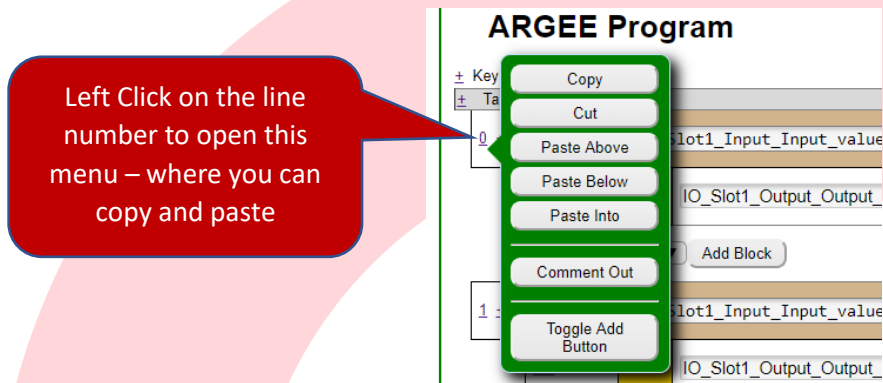 ARGEE Program
Left Click on the line
number to open this
menu – where you can
copy and paste
+ Key
+ Ta
0
Copy
Cut
Paste Above
Paste Below
Paste Into
Comment Out
Toggle Add
Button
Slot1_Input_Input_value
IO_Slot1_Output_Output_
Add Block
1
Slot1_Input_Input_value
IO_Slot1_Output_Output_